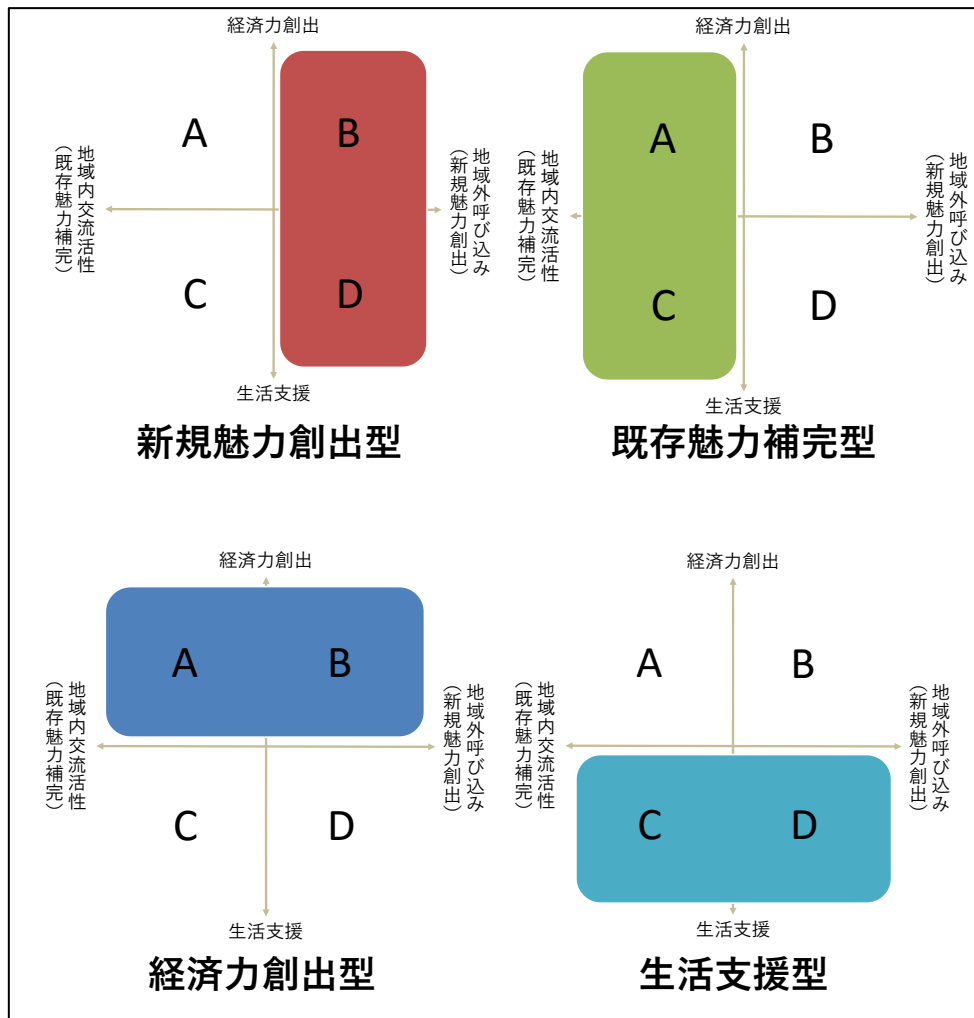 経済力創出
A
B
地域内交流活性
（既存魅力補完）
地域外呼び込み
（新規魅力創出）
C
D
生活支援
新規魅力創出型
経済力創出
A
B
地域内交流活性
（既存魅力補完）
地域外呼び込み
（新規魅力創出）
C
D
生活支援
既存魅力補完型
経済力創出
A
B
地域内交流活性
（既存魅力補完）
地域外呼び込み
（新規魅力創出）
C
D
生活支援
経済力創出型
経済力創出
A
B
地域内交流活性
（既存魅力補完）
地域外呼び込み
（新規魅力創出）
C
D
生活支援
生活支援型